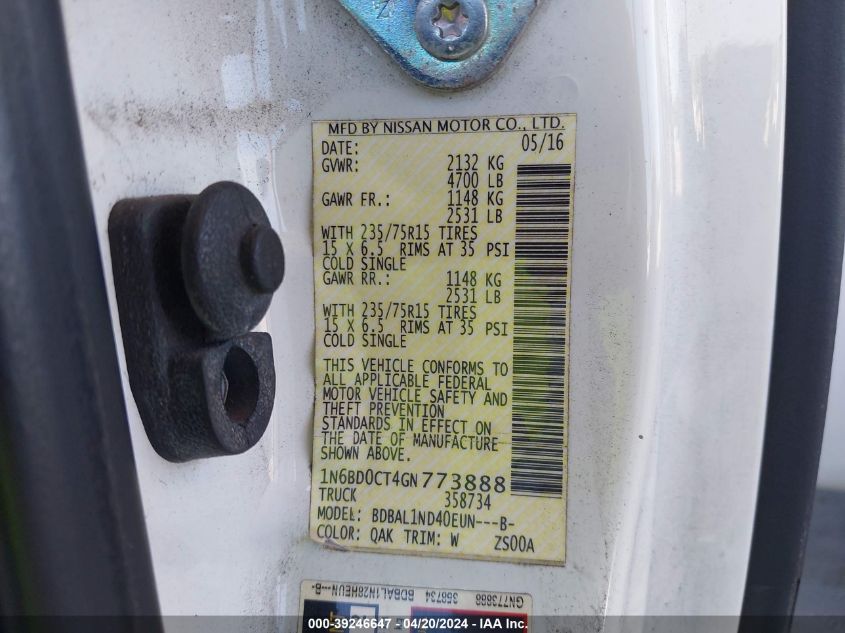 MFD BY NISSAN MOTOR CO., LTD.
DATE: 05/16
GVWR: 2132 KG
4700 LB
GAWR FR.: 1148 KG
2531 LB
WITH 235/75R15 TIRES
15 X 6.5 RIMS AT 35 PSI
COLD SINGLE
GAWR RR.: 1148 KG
2531 LB
WITH 235/75R15 TIRES
15 X 6.5 RIMS AT 35 PSI
COLD SINGLE
THIS VEHICLE CONFORMS TO
ALL APPLICABLE FEDERAL
MOTOR VEHICLE SAFETY AND
THEFT PREVENTION
STANDARDS IN EFFECT ON
THE DATE OF MANUFACTURE
SHOWN ABOVE.
1N6BD0CT4GN773888
TRUCK 358734
MODEL: BDBAL1ND40EUN---B-
COLOR: QAK TRIM: W ZS00A
GN773888 358734 BDBAL1N28HEUN---B-
000-39246647 - 04/20/2024 - IAA Inc.